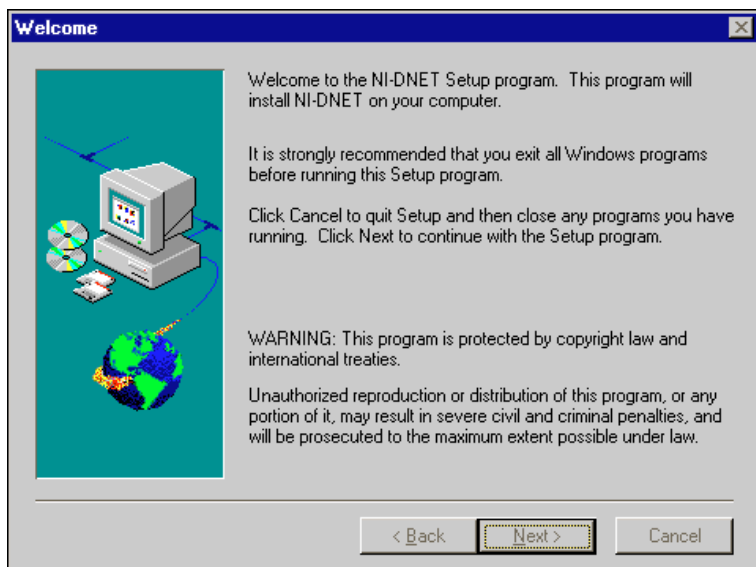 Welcome
Welcome to the NI-DNET Setup program. This program will
install NI-DNET on your computer.
It is strongly recommended that you exit all Windows programs
before running this Setup program.
Click Cancel to quit Setup and then close any programs you have
running. Click Next to continue with the Setup program.
WARNING: This program is protected by copyright law and
international treaties.
Unauthorized reproduction or distribution of this program, or any
portion of it, may result in severe civil and criminal penalties, and
will be prosecuted to the maximum extent possible under law.
< Back
Next >
Cancel